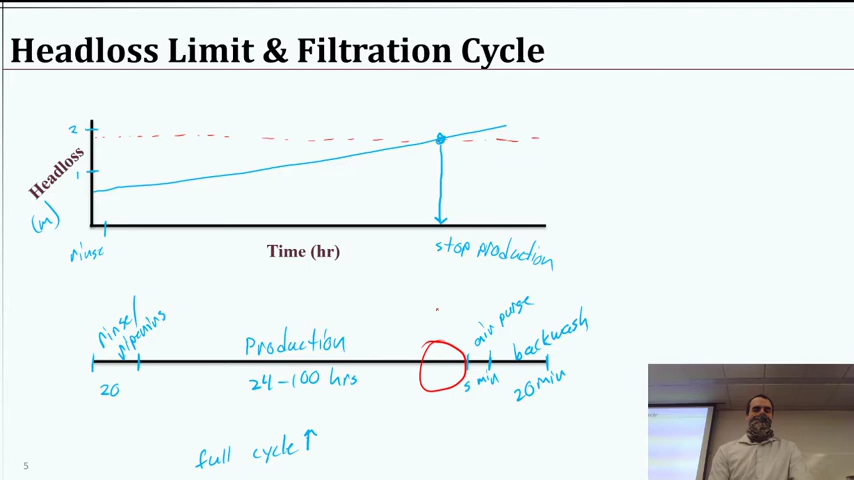 Headloss Limit & Filtration Cycle
2
Headloss
1
(m)
rinse
Time (hr)
stop production
rinse/
ripening
Production
air purge
backwash
20
24-100 hrs
5 min
20 min
full cycle ↑
5